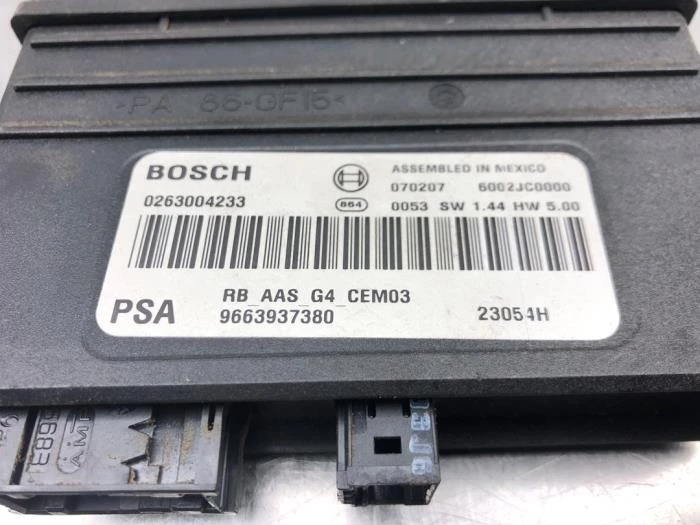 >PA 66-GF15<
BOSCH
ASSEMBLED IN MEXICO
070207 6002JC0000
0263004233
864 0053 SW 1.44 HW 5.00
RB_AAS_G4_CEM03
PSA 9663937380 23054H